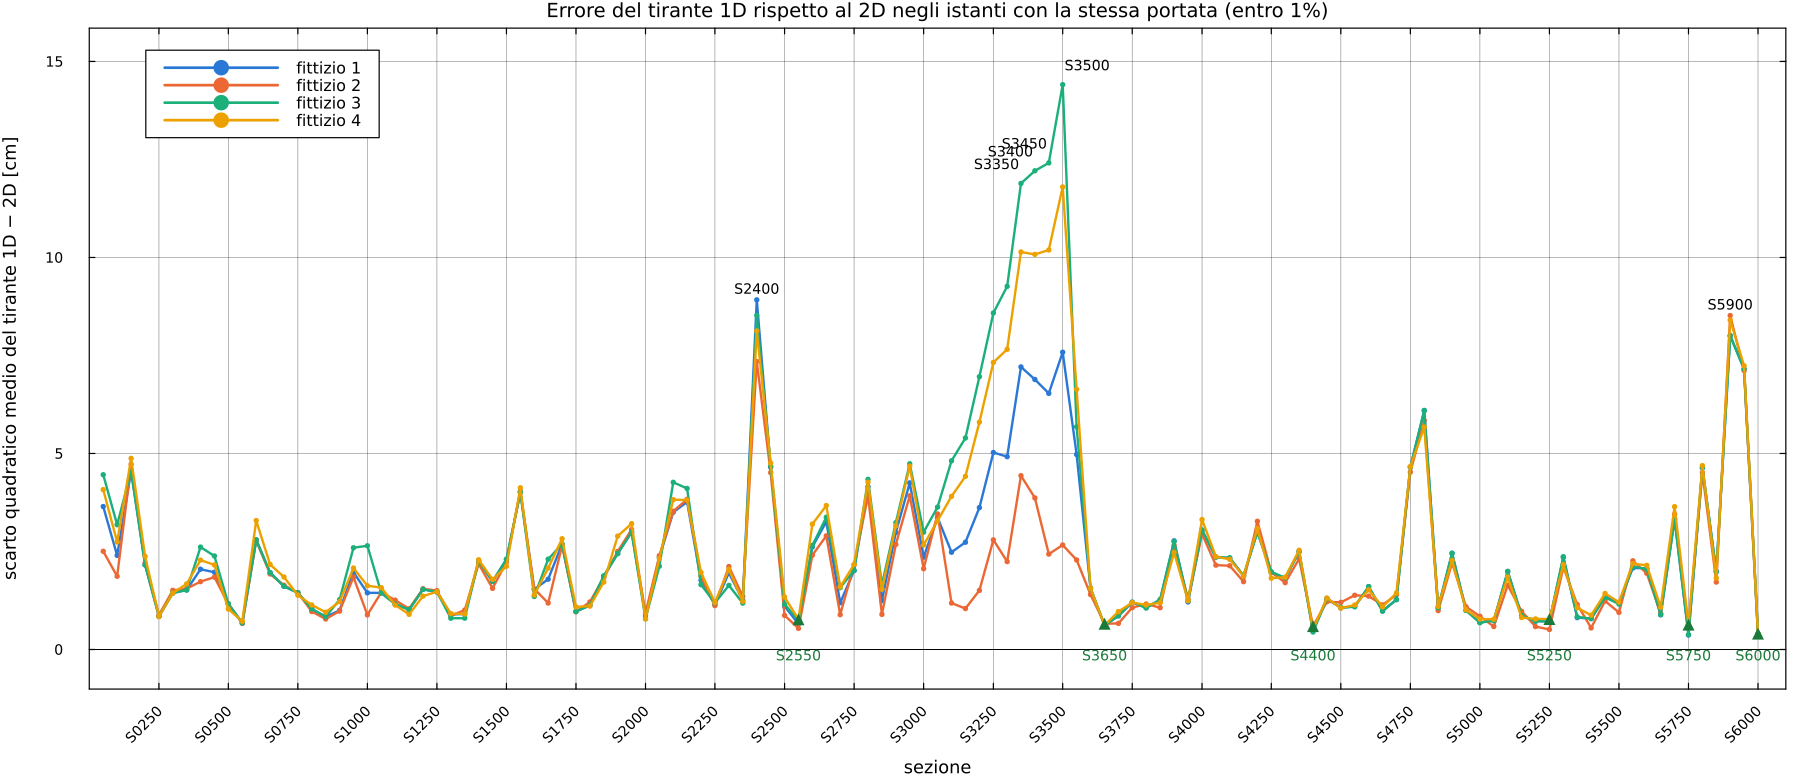 Errore del tirante 1D rispetto al 2D negli istanti con la stessa portata (entro 1%)
scarto quadratico medio del tirante 1D − 2D [cm]
15
10
5
0
fittizio 1
fittizio 2
fittizio 3
fittizio 4
S3500
S3450
S3400
S3350
S2400
S5900
S2550
S3650
S4400
S5250
S5750
S6000
S0250
S0500
S0750
S1000
S1250
S1500
S1750
S2000
S2250
S2500
S2750
S3000
S3250
S3500
S3750
S4000
S4250
S4500
S4750
S5000
S5250
S5500
S5750
S6000
sezione